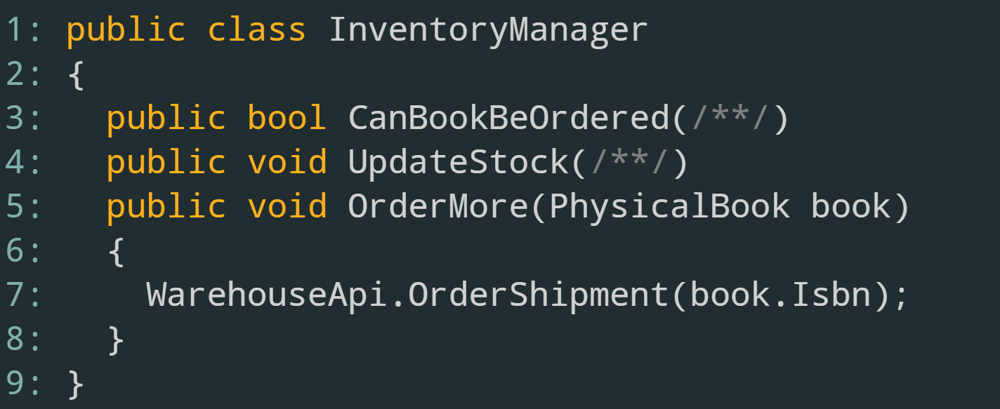 1: public class InventoryManager
2: {
3:   public bool CanBookBeOrdered(/**/)
4:   public void UpdateStock(/**/)
5:   public void OrderMore(PhysicalBook book)
6:   {
7:     WarehouseApi.OrderShipment(book.Isbn);
8:   }
9: }